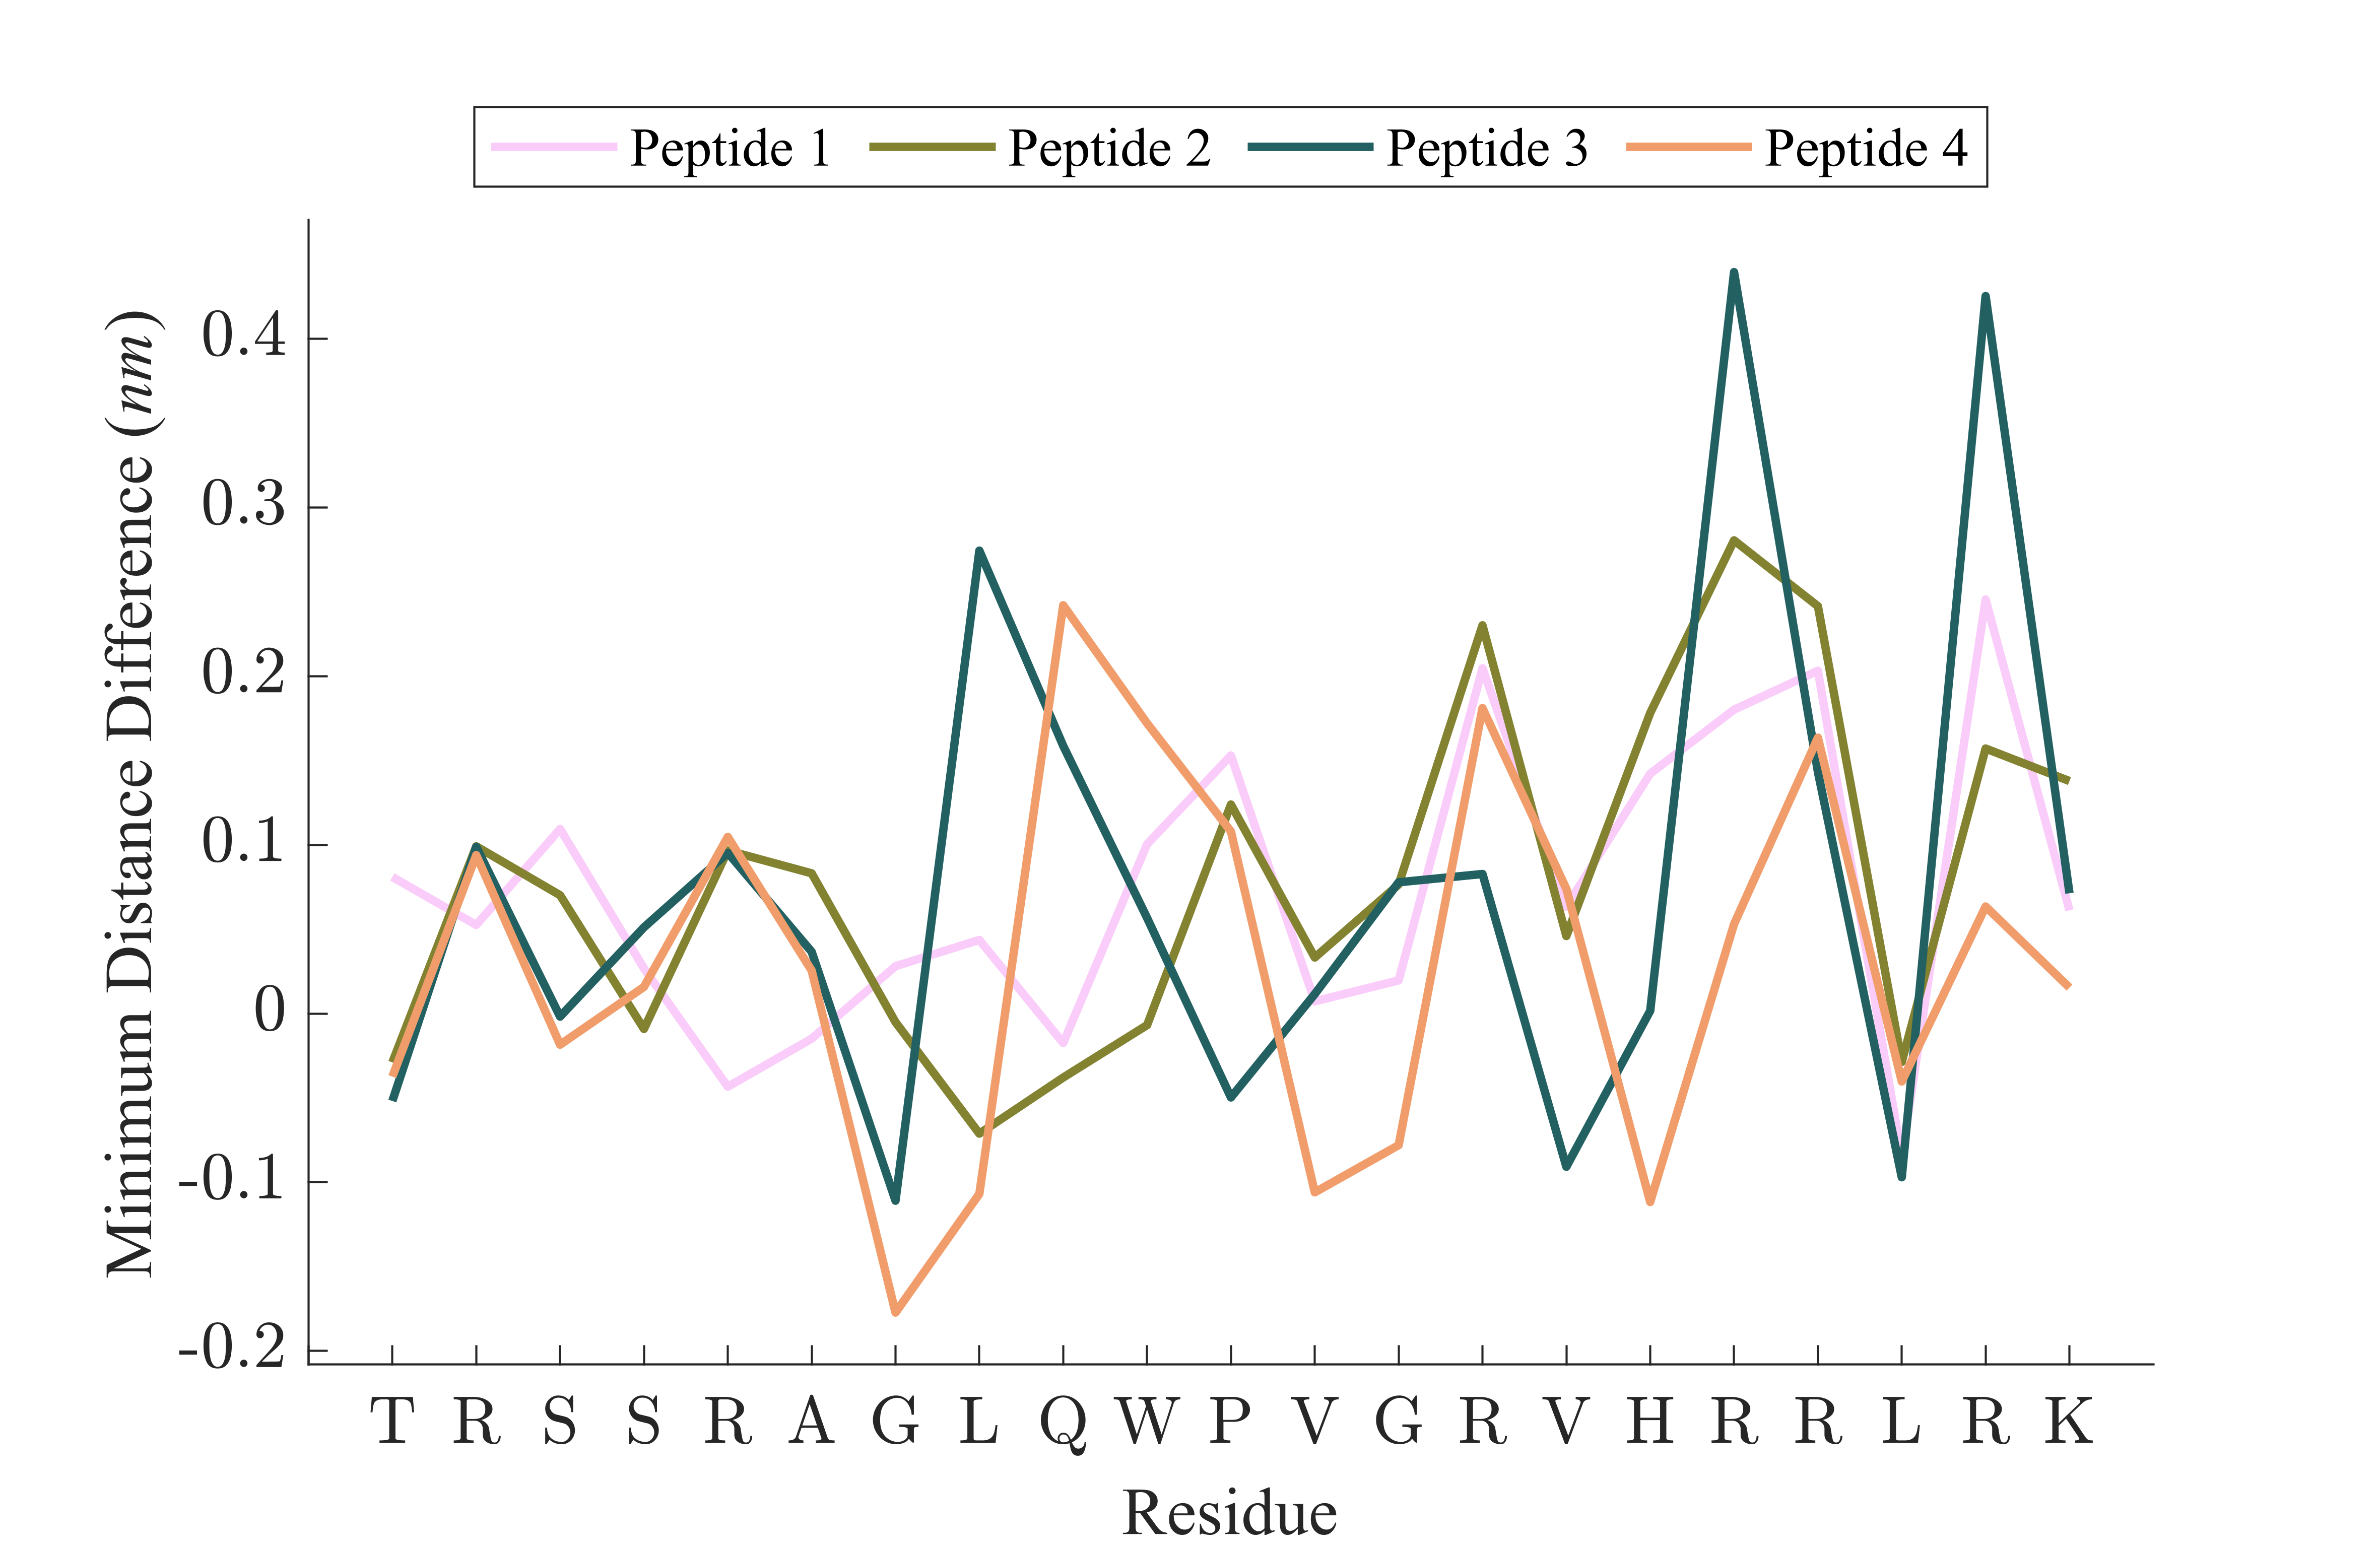 Peptide 1 Peptide 2 Peptide 3 Peptide 4
Minimum Distance Difference (nm)
0.4
0.3
0.2
0.1
0
-0.1
-0.2
T R S S R A G L Q W P V G R V H R R L R K
Residue